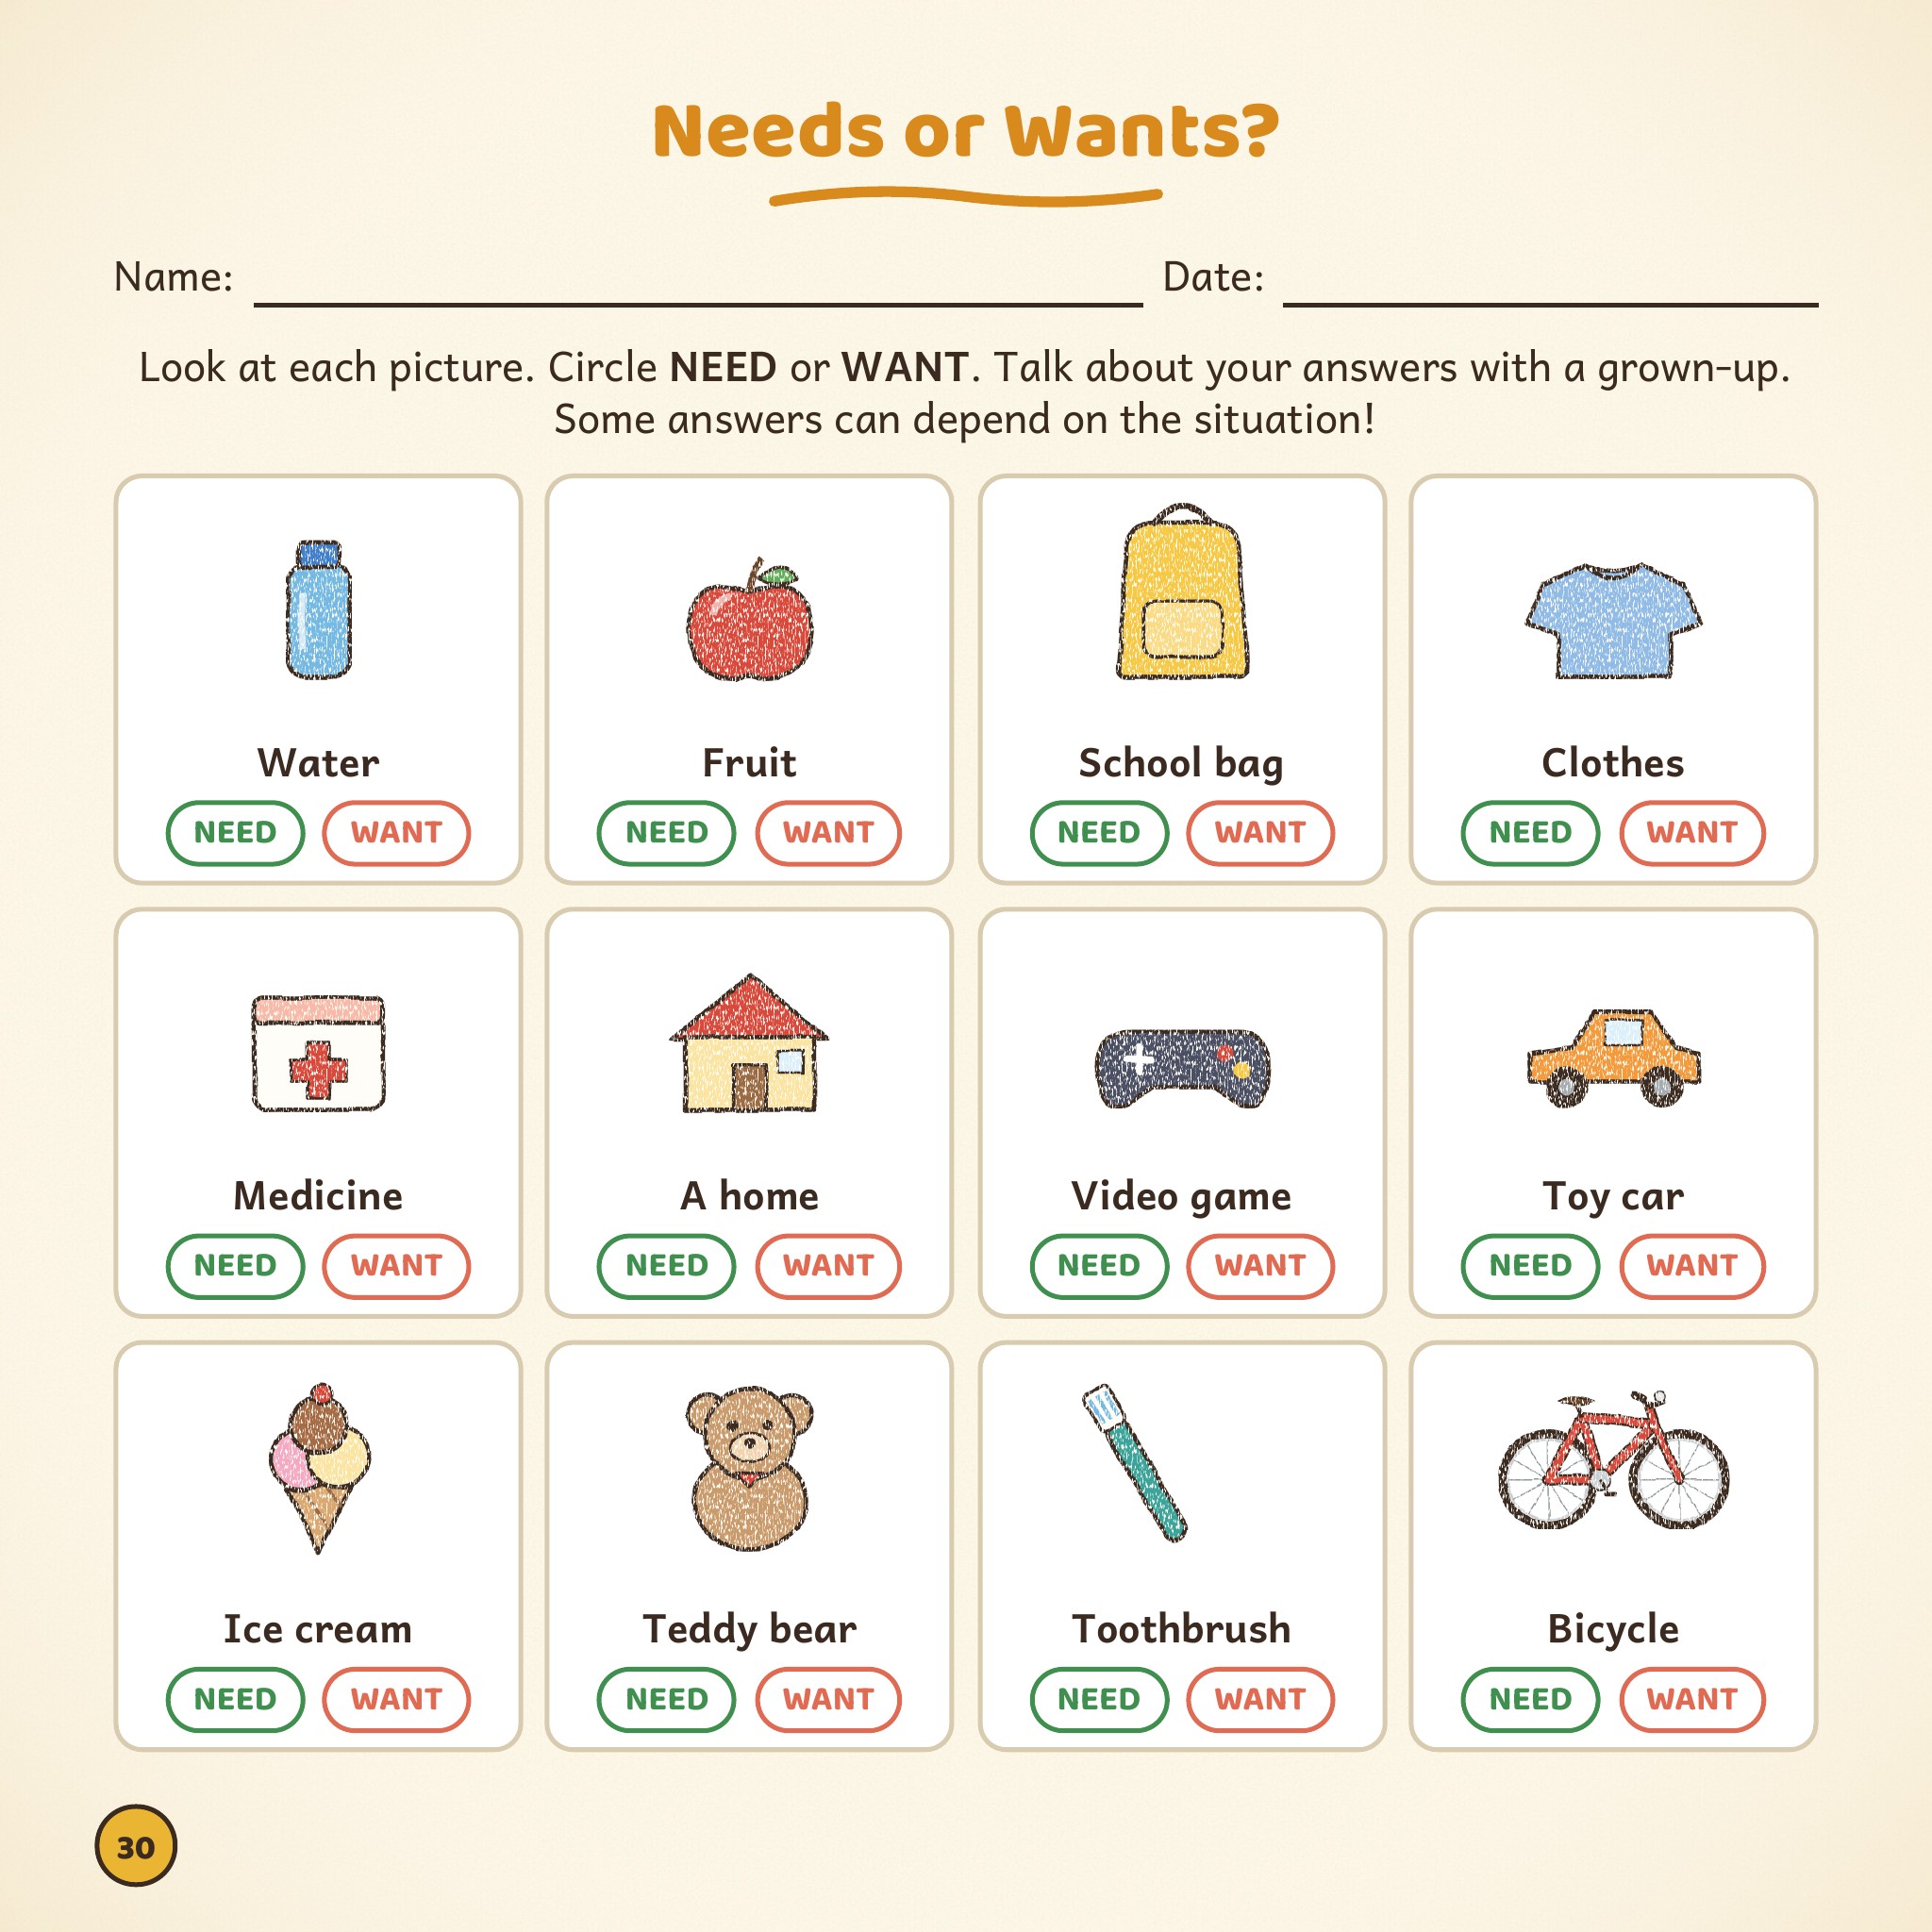 Needs or Wants?
Name: Date:
Look at each picture. Circle NEED or WANT. Talk about your answers with a grown-up.
Some answers can depend on the situation!
Water
NEED WANT
Fruit
NEED WANT
School bag
NEED WANT
Clothes
NEED WANT
Medicine
NEED WANT
A home
NEED WANT
Video game
NEED WANT
Toy car
NEED WANT
Ice cream
NEED WANT
Teddy bear
NEED WANT
Toothbrush
NEED WANT
Bicycle
NEED WANT
30